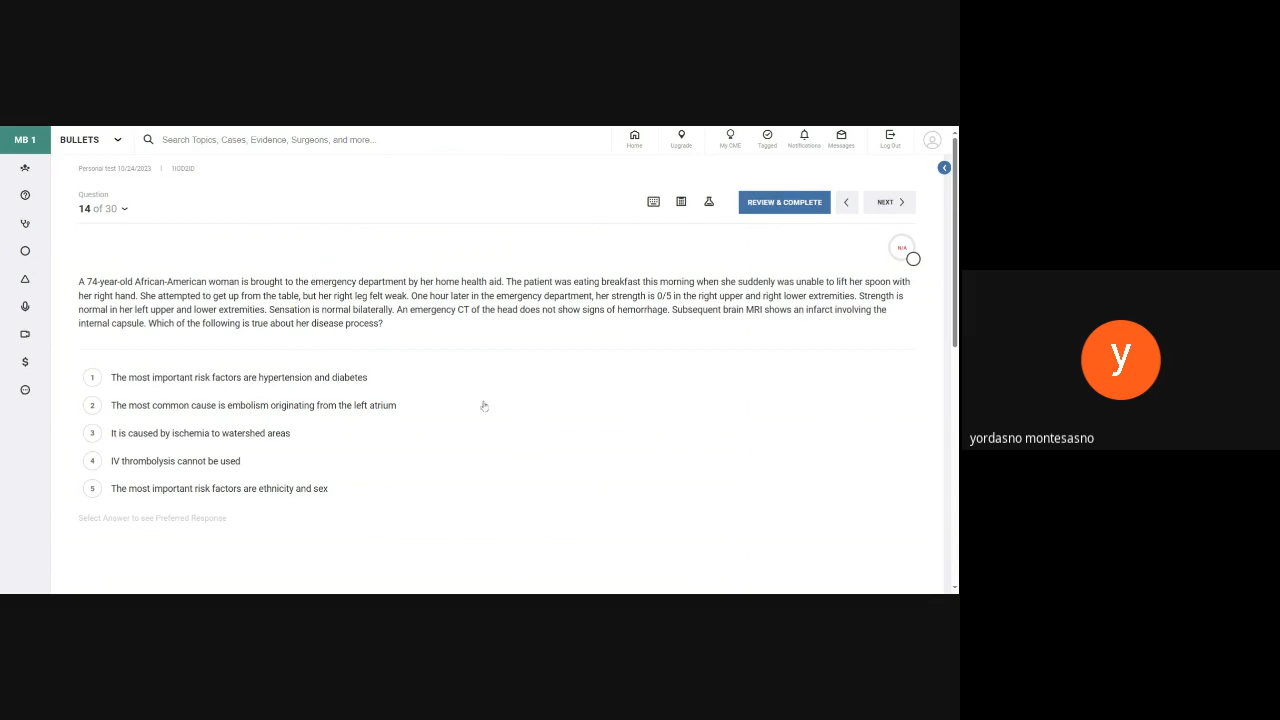 MB 1
BULLETS
Search Topics, Cases, Evidence, Surgeons, and more...
Home
Upgrade
My CME
Tagged
Notifications
Messages
Log Out
Personal test 10/24/2023 |
Question
14 of 30
REVIEW & COMPLETE
NEXT
N/A
A 74-year-old African-American woman is brought to the emergency department by her home health aid. The patient was eating breakfast this morning when she suddenly was unable to lift her spoon with
her right hand. She attempted to get up from the table, but her right leg felt weak. One hour later in the emergency department, her strength is 0/5 in the right upper and right lower extremities. Strength is
normal in her left upper and lower extremities. Sensation is normal bilaterally. An emergency CT of the head does not show signs of hemorrhage. Subsequent brain MRI shows an infarct involving the
internal capsule. Which of the following is true about her disease process?
1 The most important risk factors are hypertension and diabetes
2 The most common cause is embolism originating from the left atrium
3 It is caused by ischemia to watershed areas
4 IV thrombolysis cannot be used
5 The most important risk factors are ethnicity and sex
Select Answer to see Preferred Response
y
yordasno montesasno